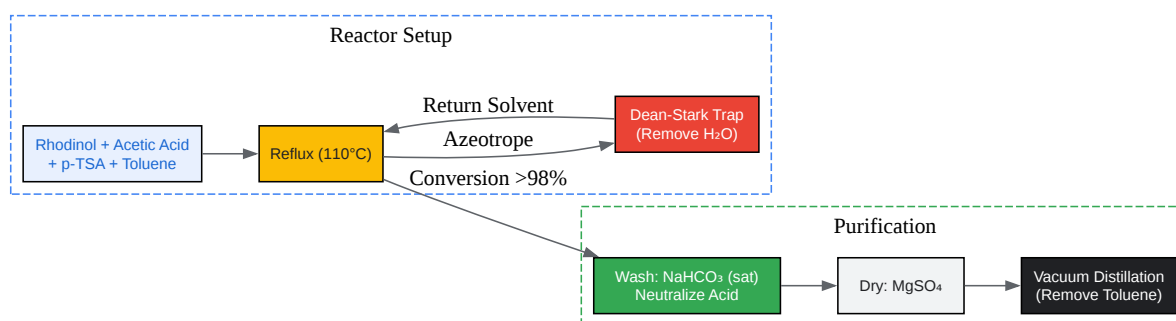 Reactor Setup
Rhodinol + Acetic Acid
+ p-TSA + Toluene
Reflux (110°C)
Return Solvent
Azeotrope
Dean-Stark Trap
(Remove H₂O)
Conversion >98%
Purification
Wash: NaHCO₃ (sat)
Neutralize Acid
Dry: MgSO₄
Vacuum Distillation
(Remove Toluene)